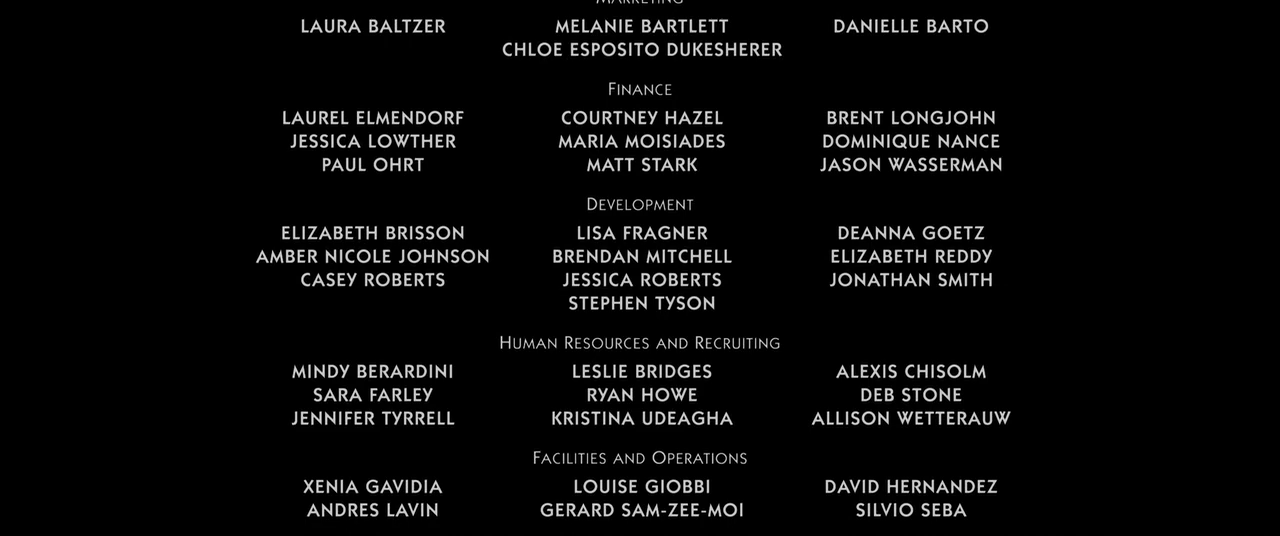 MARKETING
LAURA BALTZER MELANIE BARTLETT DANIELLE BARTO
CHLOE ESPOSITO DUKESHERER
FINANCE
LAUREL ELMENDORF COURTNEY HAZEL BRENT LONGJOHN
JESSICA LOWTHER MARIA MOISIADES DOMINIQUE NANCE
PAUL OHRT MATT STARK JASON WASSERMAN
DEVELOPMENT
ELIZABETH BRISSON LISA FRAGNER DEANNA GOETZ
AMBER NICOLE JOHNSON BRENDAN MITCHELL ELIZABETH REDDY
CASEY ROBERTS JESSICA ROBERTS JONATHAN SMITH
STEPHEN TYSON
HUMAN RESOURCES AND RECRUITING
MINDY BERARDINI LESLIE BRIDGES ALEXIS CHISOLM
SARA FARLEY RYAN HOWE DEB STONE
JENNIFER TYRRELL KRISTINA UDEAGHA ALLISON WETTERAUW
FACILITIES AND OPERATIONS
XENIA GAVIDIA LOUISE GIOBBI DAVID HERNANDEZ
ANDRES LAVIN GERARD SAM-ZEE-MOI SILVIO SEBA